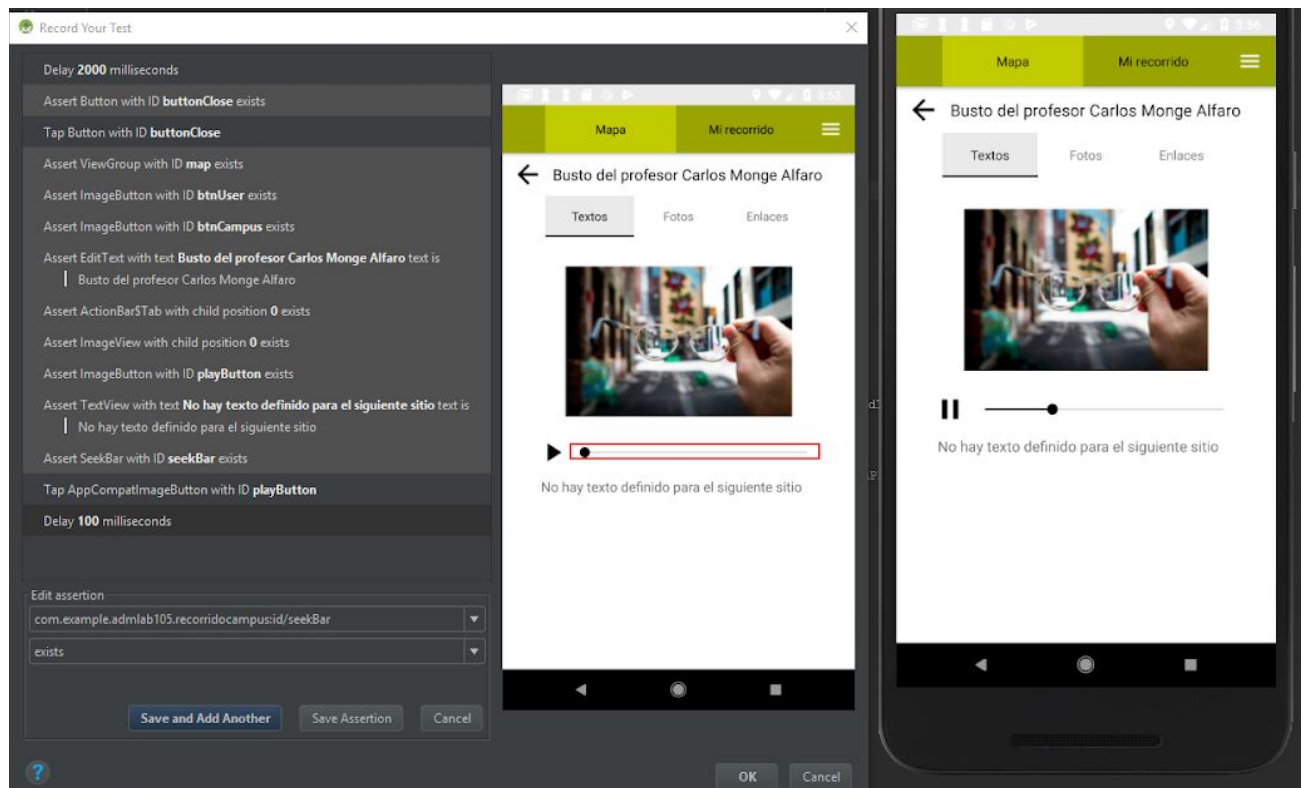 Record Your Test
Delay 2000 milliseconds
Assert Button with ID buttonClose exists
Tap Button with ID buttonClose
Assert ViewGroup with ID map exists
Assert ImageButton with ID btnUser exists
Assert ImageButton with ID btnCampus exists
Assert EditText with text Busto del profesor Carlos Monge Alfaro text is
Busto del profesor Carlos Monge Alfaro
Assert ActionBar$Tab with child position 0 exists
Assert ImageView with child position 0 exists
Assert ImageButton with ID playButton exists
Assert TextView with text No hay texto definido para el siguiente sitio text is
No hay texto definido para el siguiente sitio
Assert SeekBar with ID seekBar exists
Tap AppCompatImageButton with ID playButton
Delay 100 milliseconds
Edit assertion
com.example.admlab105.recorridocampus:id/seekBar
exists
Save and Add Another Save Assertion Cancel
? OK Cancel
3:53
Mapa Mi recorrido
Busto del profesor Carlos Monge Alfaro
Textos Fotos Enlaces
No hay texto definido para el siguiente sitio
3:56
Mapa Mi recorrido
Busto del profesor Carlos Monge Alfaro
Textos Fotos Enlaces
No hay texto definido para el siguiente sitio